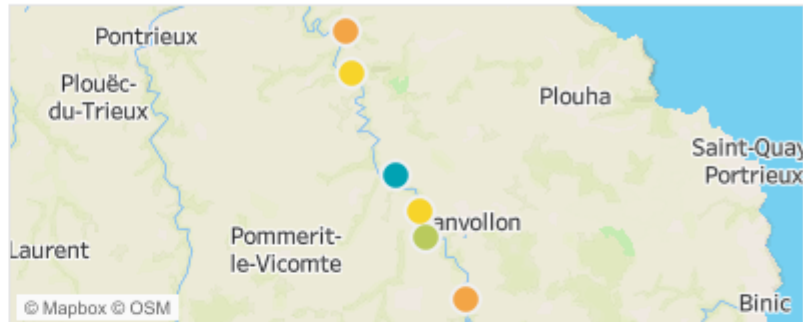 Pontrieux
Plouëc-
du-Trieux
Plouha
Saint-Quay
Portrieux
anvollon
Pommerit-
le-Vicomte
Laurent
© Mapbox © OSM
Binic